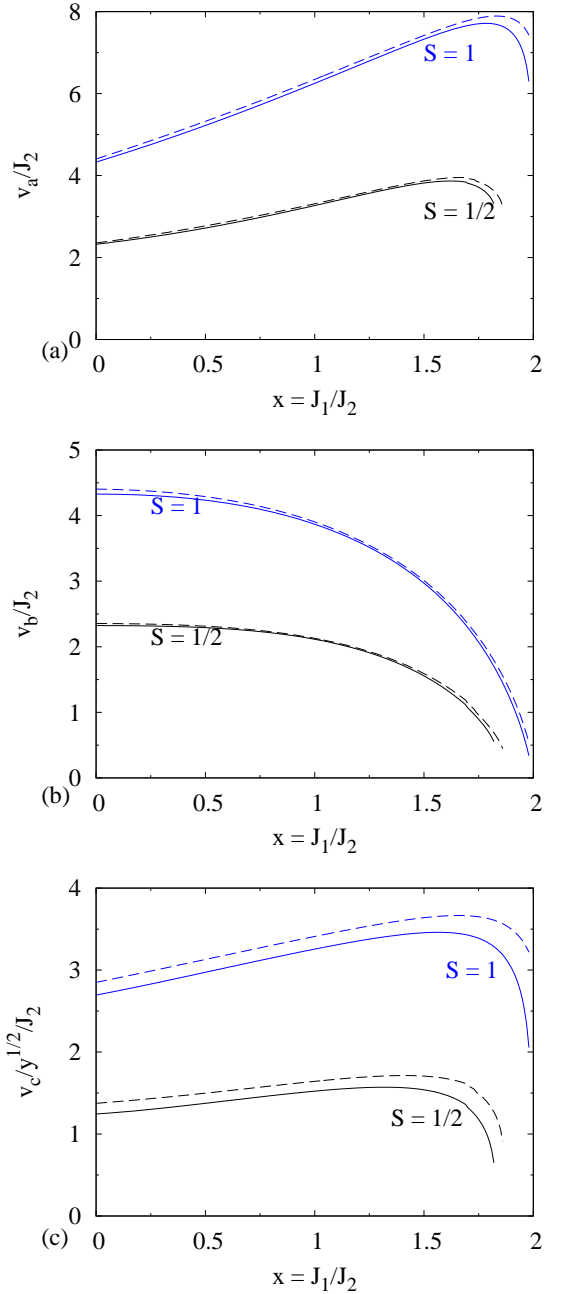 8
6
4
2
0
v_a/J_2
S = 1
S = 1/2
0
0.5
1
1.5
2
(a)
x = J_1/J_2
5
4
3
2
1
0
v_b/J_2
S = 1
S = 1/2
0
0.5
1
1.5
2
(b)
x = J_1/J_2
4
3
2
1
0
v_c/y^{1/2}/J_2
S = 1
S = 1/2
0
0.5
1
1.5
2
(c)
x = J_1/J_2